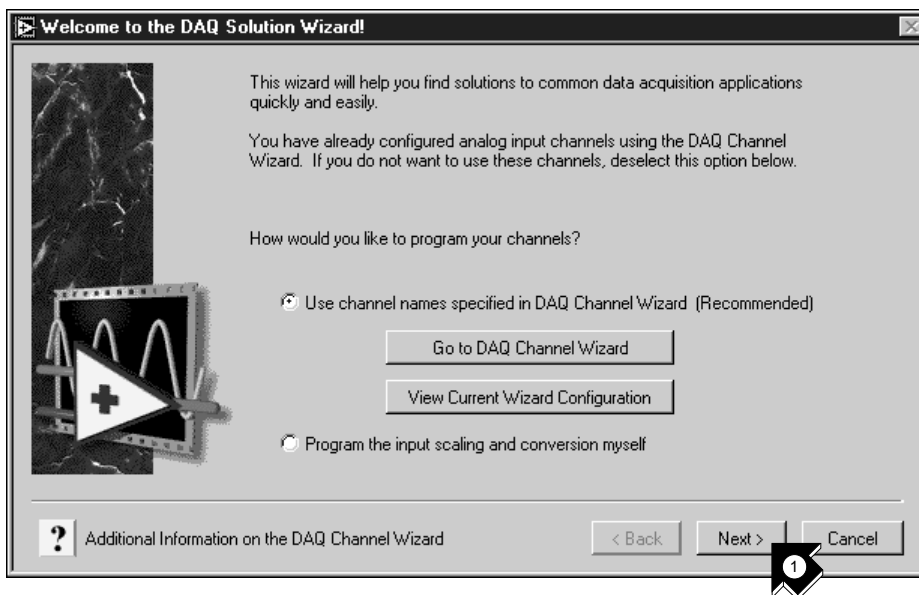 Welcome to the DAQ Solution Wizard!
This wizard will help you find solutions to common data acquisition applications
quickly and easily.
You have already configured analog input channels using the DAQ Channel
Wizard. If you do not want to use these channels, deselect this option below.
How would you like to program your channels?
Use channel names specified in DAQ Channel Wizard (Recommended)
Go to DAQ Channel Wizard
View Current Wizard Configuration
Program the input scaling and conversion myself
? Additional Information on the DAQ Channel Wizard
< Back
Next >
Cancel
1